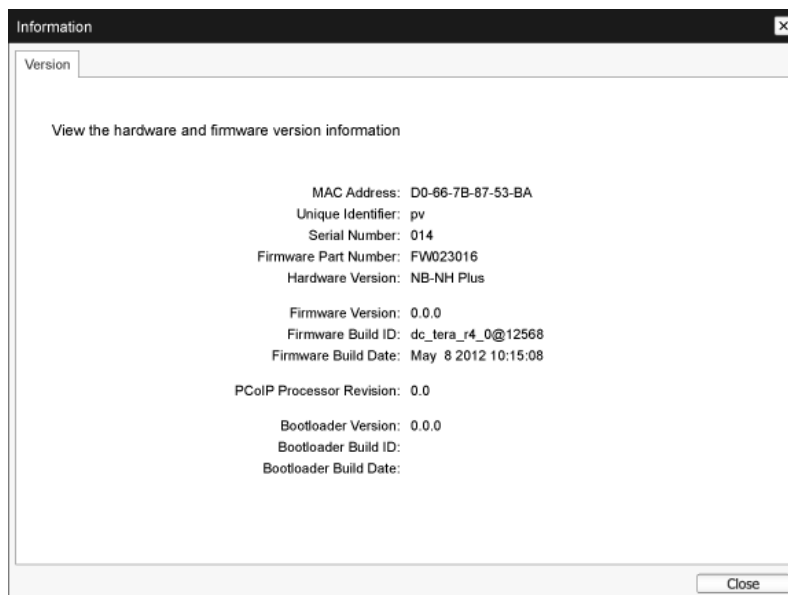 Information
Version
View the hardware and firmware version information
MAC Address: D0-66-7B-87-53-BA
Unique Identifier: pv
Serial Number: 014
Firmware Part Number: FW023016
Hardware Version: NB-NH Plus
Firmware Version: 0.0.0
Firmware Build ID: dc_tera_r4_0@12568
Firmware Build Date: May 8 2012 10:15:08
PCoIP Processor Revision: 0.0
Bootloader Version: 0.0.0
Bootloader Build ID:
Bootloader Build Date:
Close